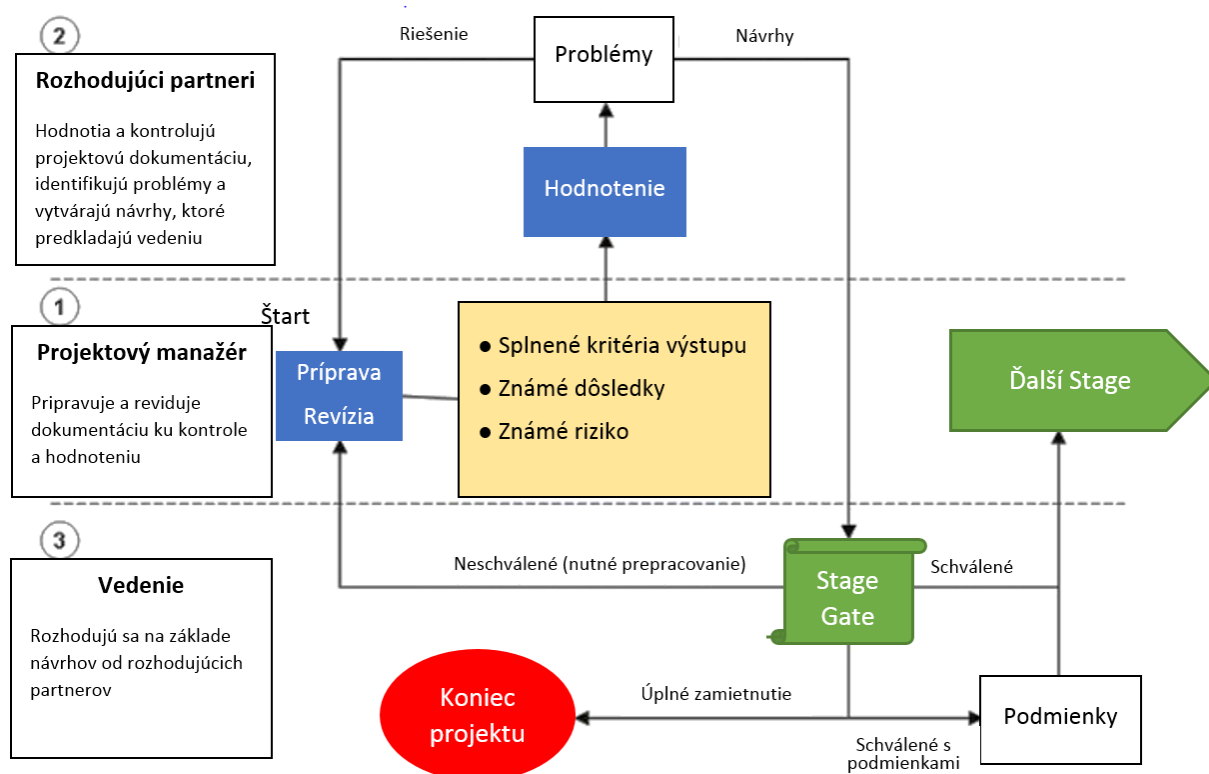 2
Rozhodujúci partneri
Hodnotia a kontrolujú
projektovú dokumentáciu,
identifikujú problémy a
vytvárajú návrhy, ktoré
predkladajú vedeniu
Riešenie
Problémy
Návrhy
Hodnotenie
1
Projektový manažér
Pripravuje a reviduje
dokumentáciu ku kontrole
a hodnoteniu
Štart
Príprava
Revízia
● Splnené kritéria výstupu
● Známé dôsledky
● Známé riziko
Ďalší Stage
3
Vedenie
Rozhodujú sa na základe
návrhov od rozhodujúcich
partnerov
Neschválené (nutné prepracovanie)
Stage
Gate
Schválené
Koniec
projektu
Úplné zamietnutie
Schválené s
podmienkami
Podmienky